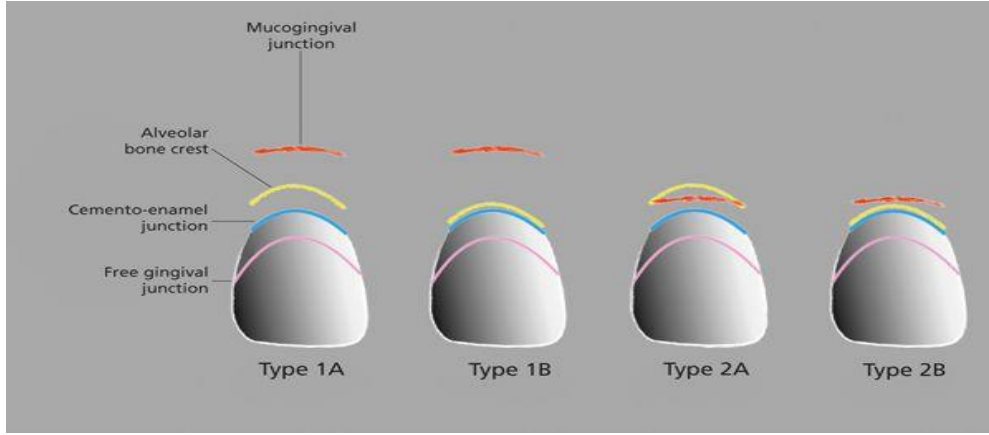 Mucogingival
junction
Alveolar
bone crest
Cemento-enamel
junction
Free gingival
junction
Type 1A
Type 1B
Type 2A
Type 2B